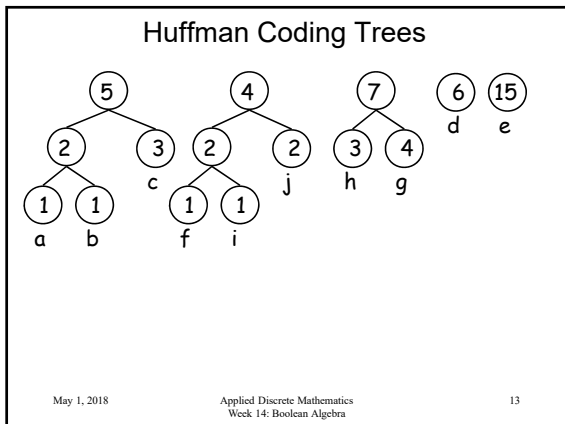 Huffman Coding Trees
5 4 7 6 15
d e
2 3 2 2 3 4
c j h g
1 1 1 1
a b f i
May 1, 2018 Applied Discrete Mathematics 13
Week 14: Boolean Algebra